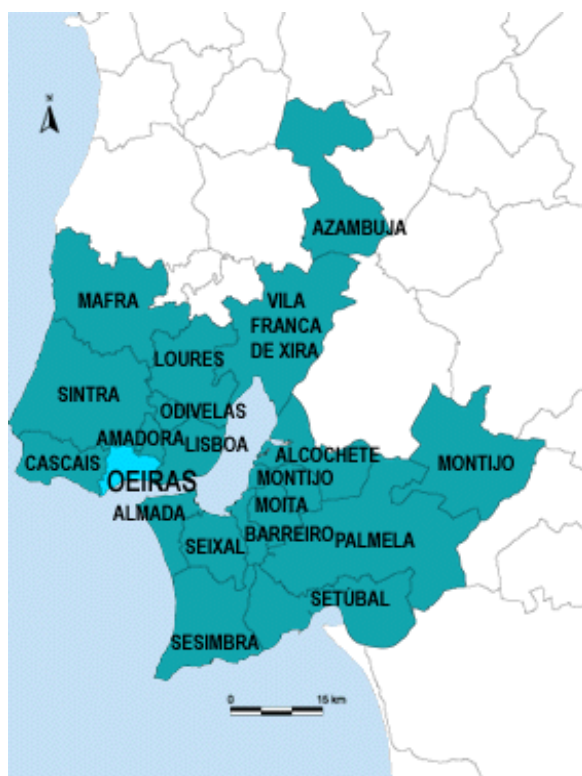 N
AZAMBUJA
MAFRA
VILA
FRANCA
DE XIRA
LOURES
SINTRA
ODIVELAS
AMADORA
LISBOA
CASCAIS
OEIRAS
ALCOCHETE
MONTIJO
MONTIJO
ALMADA
MOITA
BARREIRO
PALMELA
SEIXAL
SETÚBAL
SESIMBRA
0 15 km